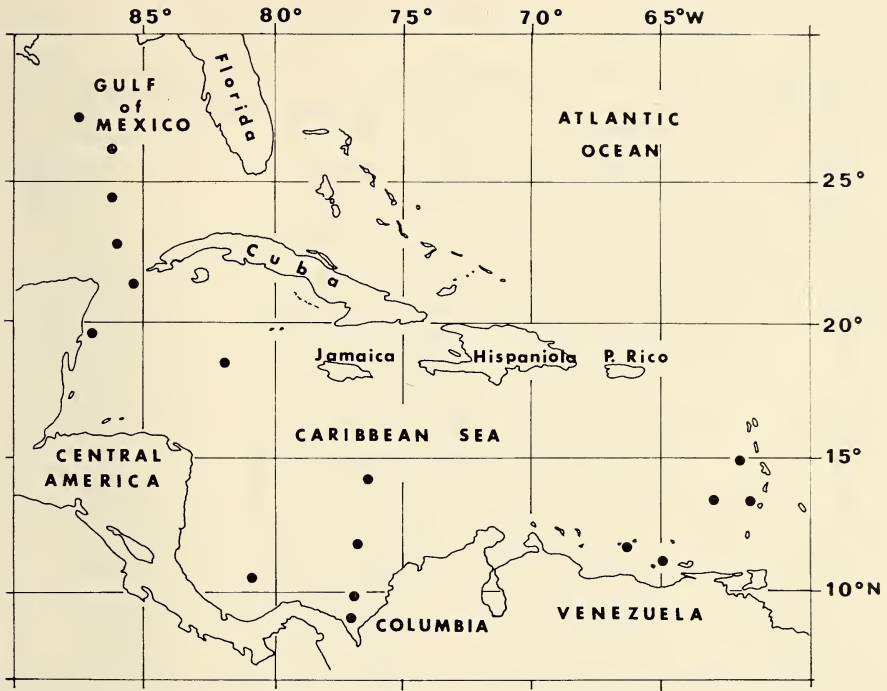 85° 80° 75° 70° 65°W
Florida
GULF
of
MEXICO
ATLANTIC
OCEAN
25°
Cuba
20°
Jamaica Hispaniola P. Rico
CARIBBEAN SEA
15°
CENTRAL
AMERICA
10°N
COLUMBIA VENEZUELA